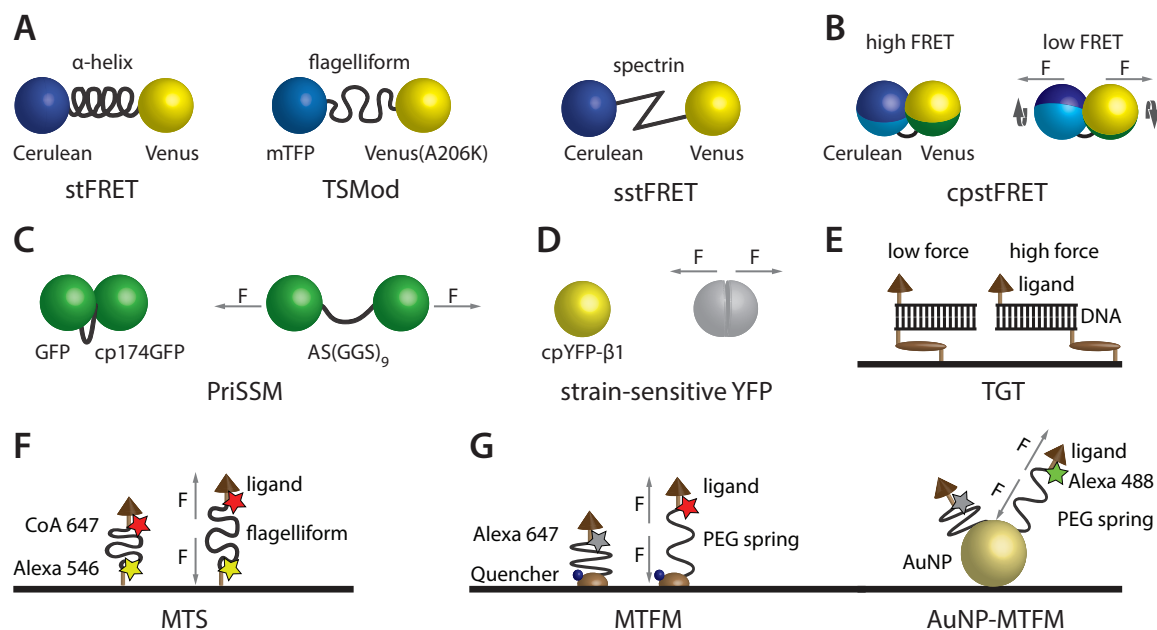 A
α-helix
Cerulean
Venus
stFRET
flagelliform
mTFP
Venus(A206K)
TSMod
spectrin
Cerulean
Venus
sstFRET
B
high FRET
low FRET
F
F
Cerulean
Venus
cpstFRET
C
F
F
GFP
cp174GFP
AS(GGS)₉
PriSSM
D
F
F
cpYFP-β1
strain-sensitive YFP
E
low force
high force
ligand
DNA
TGT
F
ligand
F
CoA 647
flagelliform
F
Alexa 546
MTS
G
ligand
F
Alexa 647
PEG spring
F
Quencher
MTFM
F
ligand
Alexa 488
F
PEG spring
AuNP
AuNP-MTFM